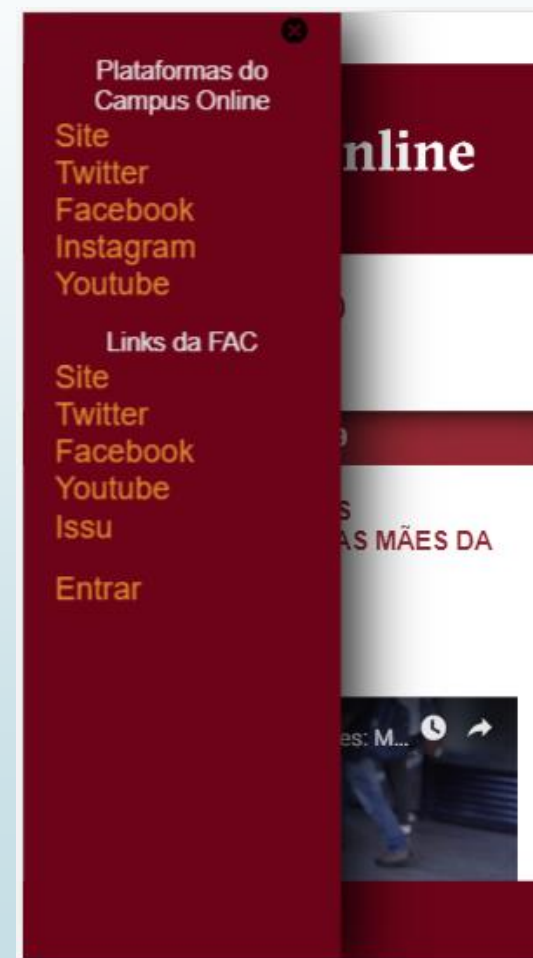 Plataformas do
Campus Online
Site
Twitter
Facebook
Instagram
Youtube
Links da FAC
Site
Twitter
Facebook
Youtube
Issu
Entrar
nline
9
S
AS MÃES DA
es: M...